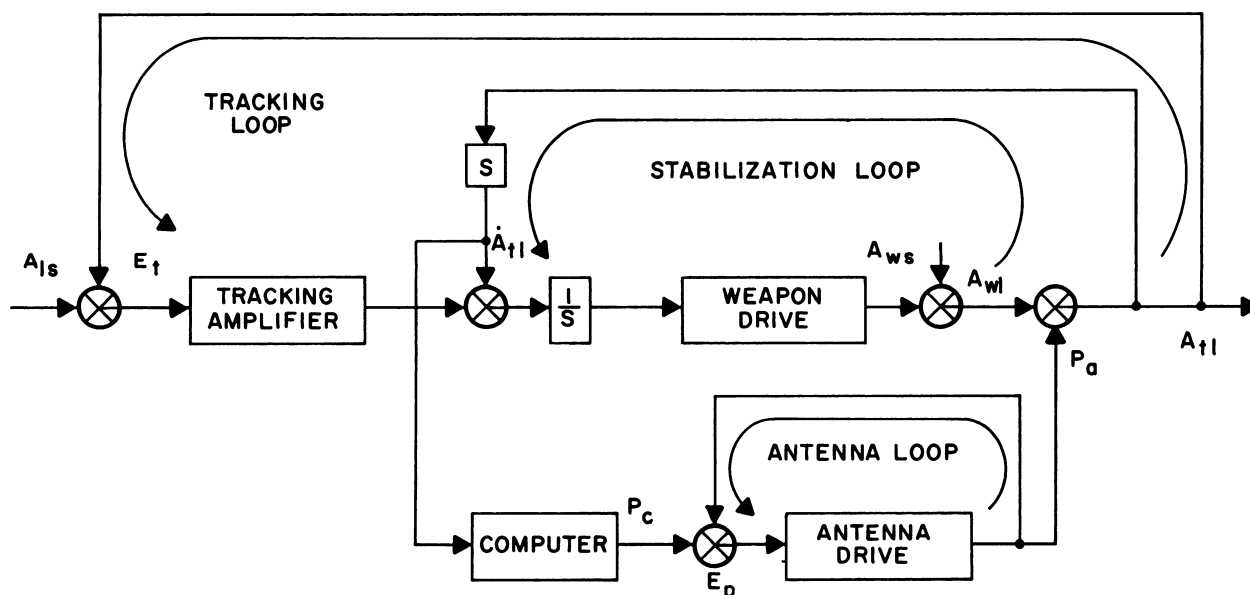 TRACKING
LOOP
S
STABILIZATION LOOP
Ȧtl
Als
Et
Aws
Awl
TRACKING
AMPLIFIER
1
S
WEAPON
DRIVE
Atl
Pa
ANTENNA LOOP
Pc
COMPUTER
ANTENNA
DRIVE
Ep